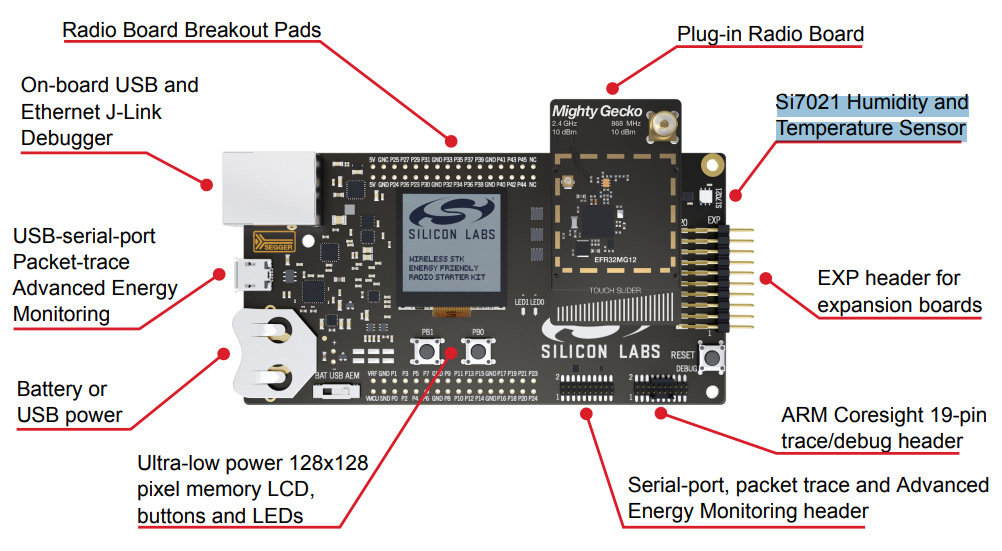 Radio Board Breakout Pads
Plug-in Radio Board
On-board USB and
Ethernet J-Link
Debugger
Si7021 Humidity and
Temperature Sensor
Mighty Gecko
2.4 GHz 868 MHz
10 dBm 10 dBm
5V GNC P25 P27 P29 P31 GND P33 P35 P37 P39 GND P41 P43 P45 NC
5V GND P24 P26 P23 P30 GND P32 P34 P36 P38 GND P40 P42 P44 NC
Si7021
SILICON LABS
WIRELESS STK
ENERGY FRIENDLY
RADIO STARTER KIT
SEGGER
EFR32MG12
EXP
USB-serial-port
Packet-trace
Advanced Energy
Monitoring
EXP header for
expansion boards
TOUCH SLIDER
LED1 LED0
PB1 PB0
SILICON LABS
1
RESET
DEBUG
BAT USB AEM
VRF GND P1 P3 P5 P7 GND P9 P11 P13 P15 GND P17 P19 P21 P23
VMCU GND P0 P2 P4 P6 GND P8 P10 P12 P14 GND P16 P18 P20 P24
2 2
1 1
Battery or
USB power
ARM Coresight 19-pin
trace/debug header
Ultra-low power 128x128
pixel memory LCD,
buttons and LEDs
Serial-port, packet trace and Advanced
Energy Monitoring header